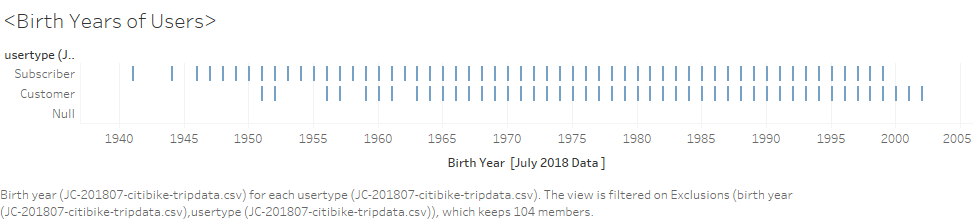 <Birth Years of Users>
usertype (J..
Subscriber
Customer
Null
1940 1945 1950 1955 1960 1965 1970 1975 1980 1985 1990 1995 2000 2005
Birth Year [July 2018 Data ]
Birth year (JC-201807-citibike-tripdata.csv) for each usertype (JC-201807-citibike-tripdata.csv). The view is filtered on Exclusions (birth year
(JC-201807-citibike-tripdata.csv),usertype (JC-201807-citibike-tripdata.csv)), which keeps 104 members.